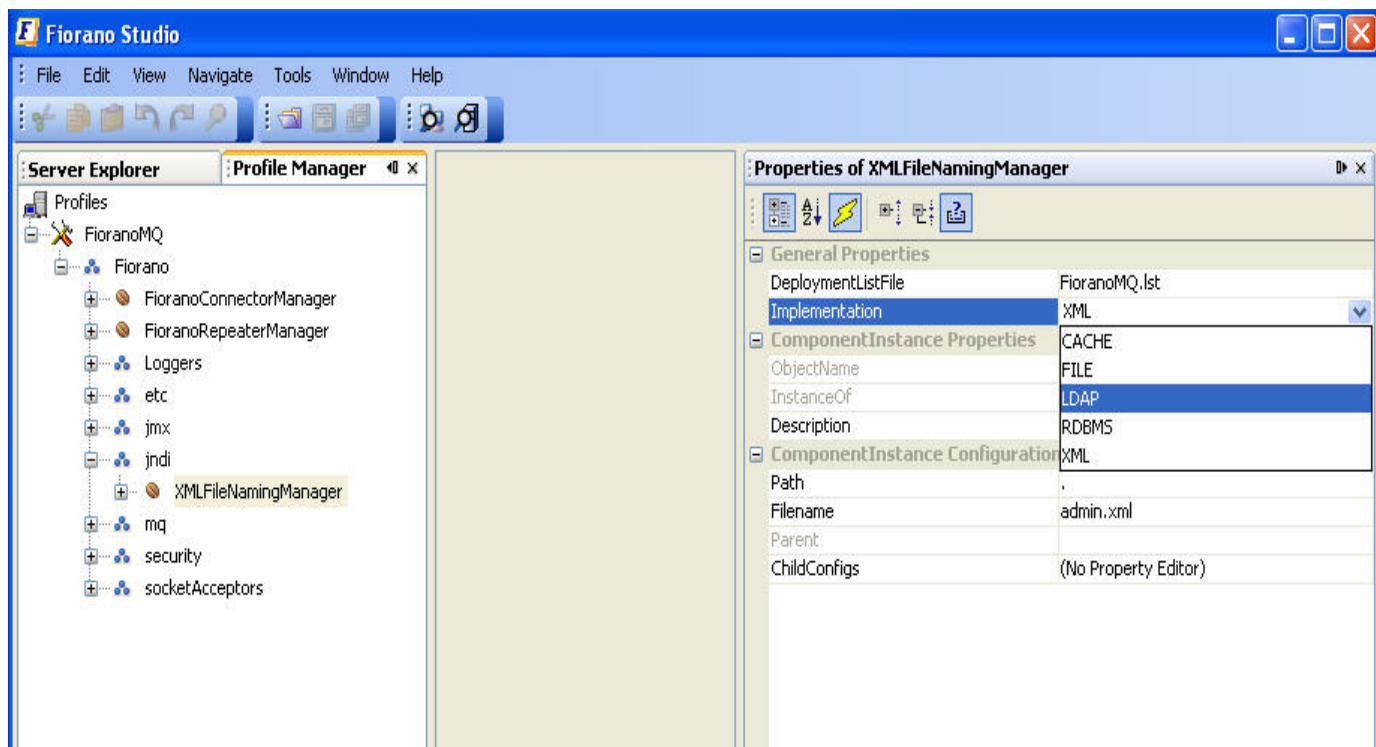 Fiorano Studio
File Edit View Navigate Tools Window Help
Server Explorer Profile Manager
Profiles
FioranoMQ
Fiorano
FioranoConnectorManager
FioranoRepeaterManager
Loggers
etc
jmx
jndi
XMLFileNamingManager
mq
security
socketAcceptors
Properties of XMLFileNamingManager
General Properties
DeploymentListFile FioranoMQ.lst
Implementation XML
ComponentInstance Properties CACHE
ObjectName FILE
InstanceOf LDAP
Description RDBMS
ComponentInstance Configuration XML
Path .
Filename admin.xml
Parent
ChildConfigs (No Property Editor)